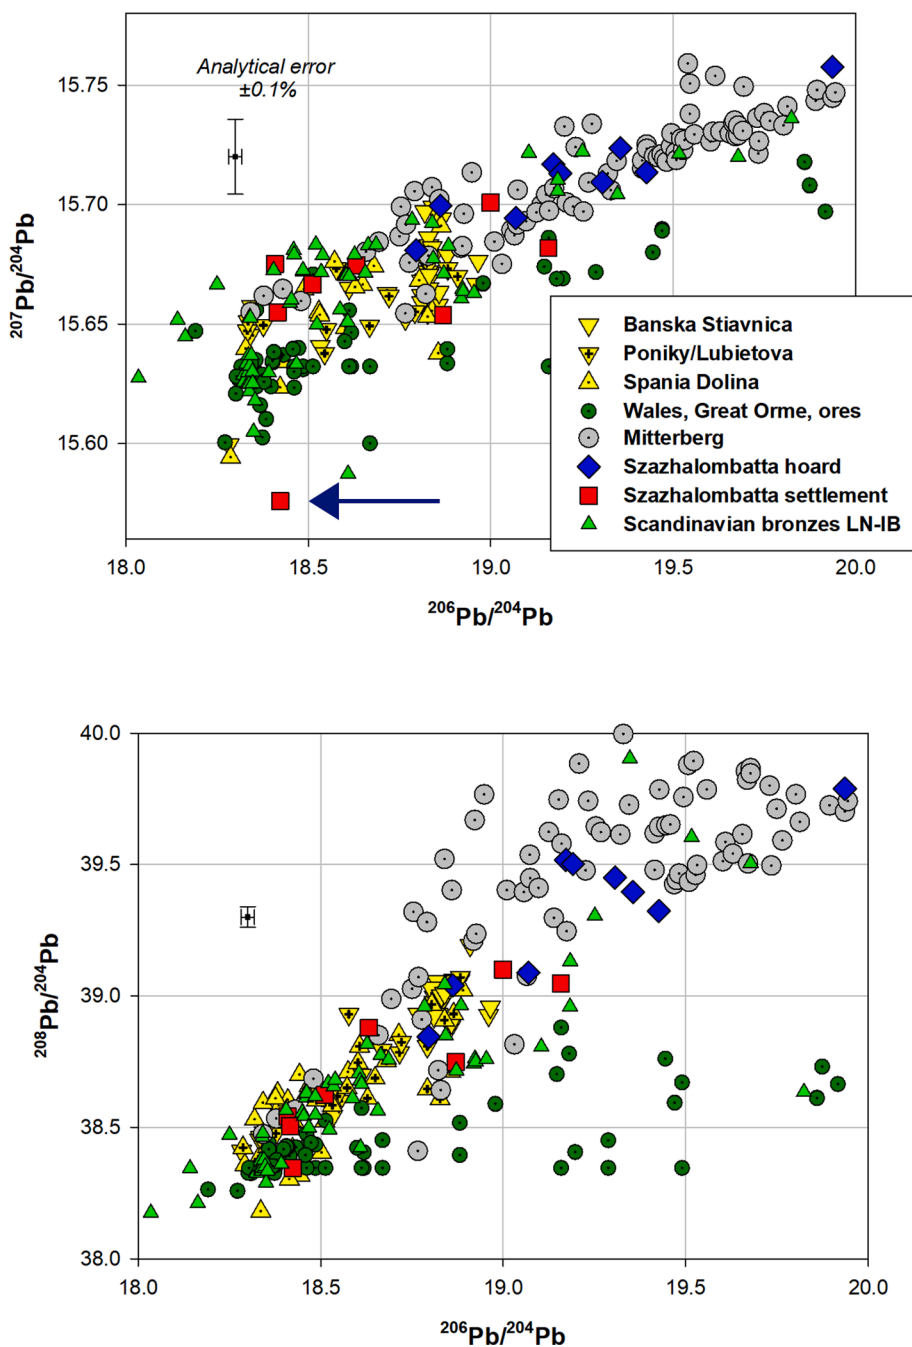 15.75
15.70
15.65
15.60
²⁰⁷Pb/²⁰⁴Pb
Analytical error
±0.1%
Banska Stiavnica
Poniky/Lubietova
Spania Dolina
Wales, Great Orme, ores
Mitterberg
Szazhalombatta hoard
Szazhalombatta settlement
Scandinavian bronzes LN-IB
18.0 18.5 19.0 19.5 20.0
²⁰⁶Pb/²⁰⁴Pb
40.0
39.5
39.0
38.5
38.0
²⁰⁸Pb/²⁰⁴Pb
18.0 18.5 19.0 19.5 20.0
²⁰⁶Pb/²⁰⁴Pb